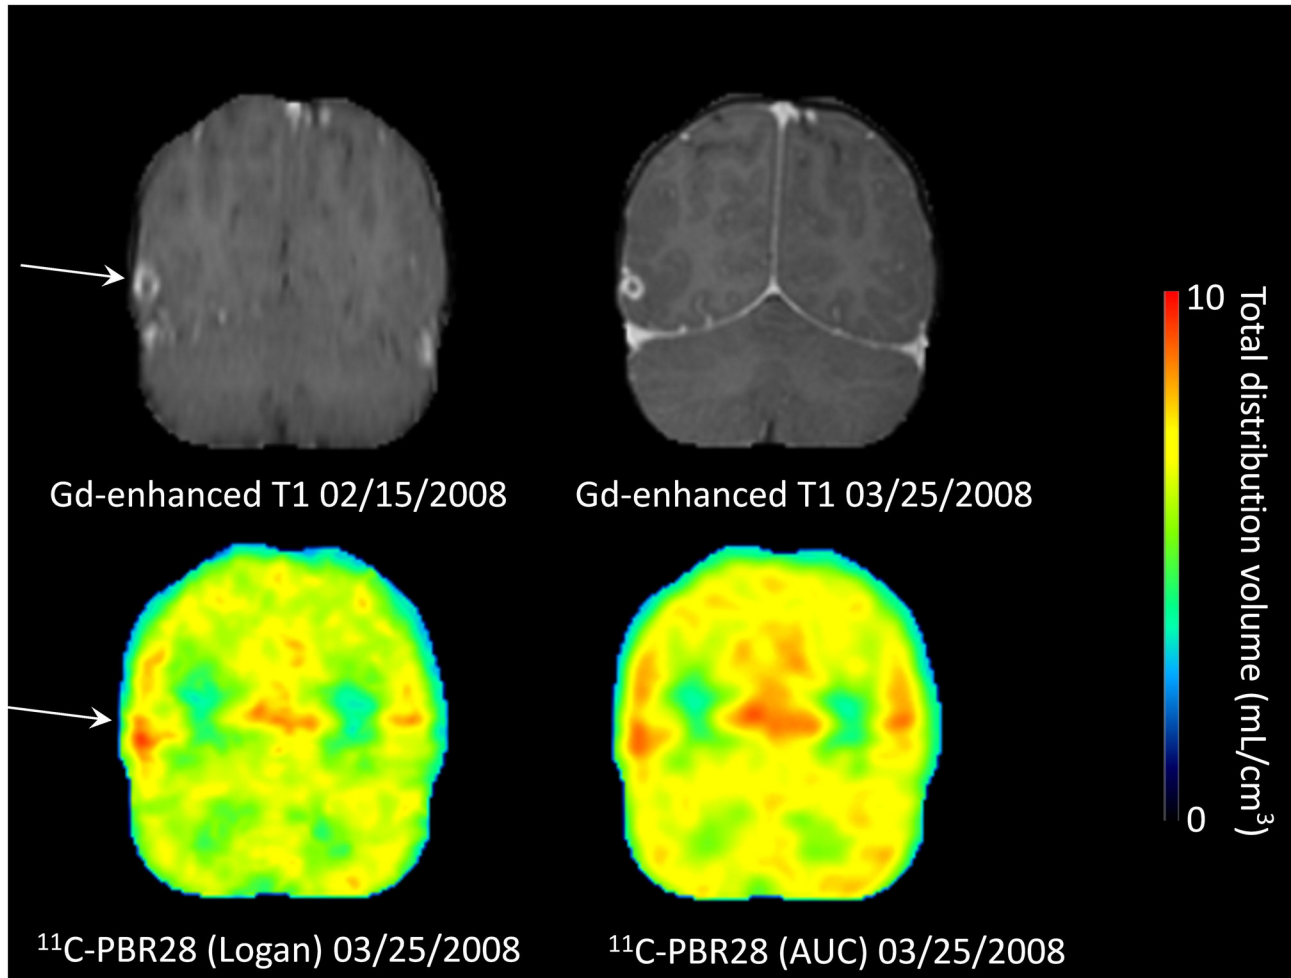 Gd-enhanced T1 02/15/2008
Gd-enhanced T1 03/25/2008
10
Total distribution volume (mL/cm³)
0
¹¹C-PBR28 (Logan) 03/25/2008
¹¹C-PBR28 (AUC) 03/25/2008